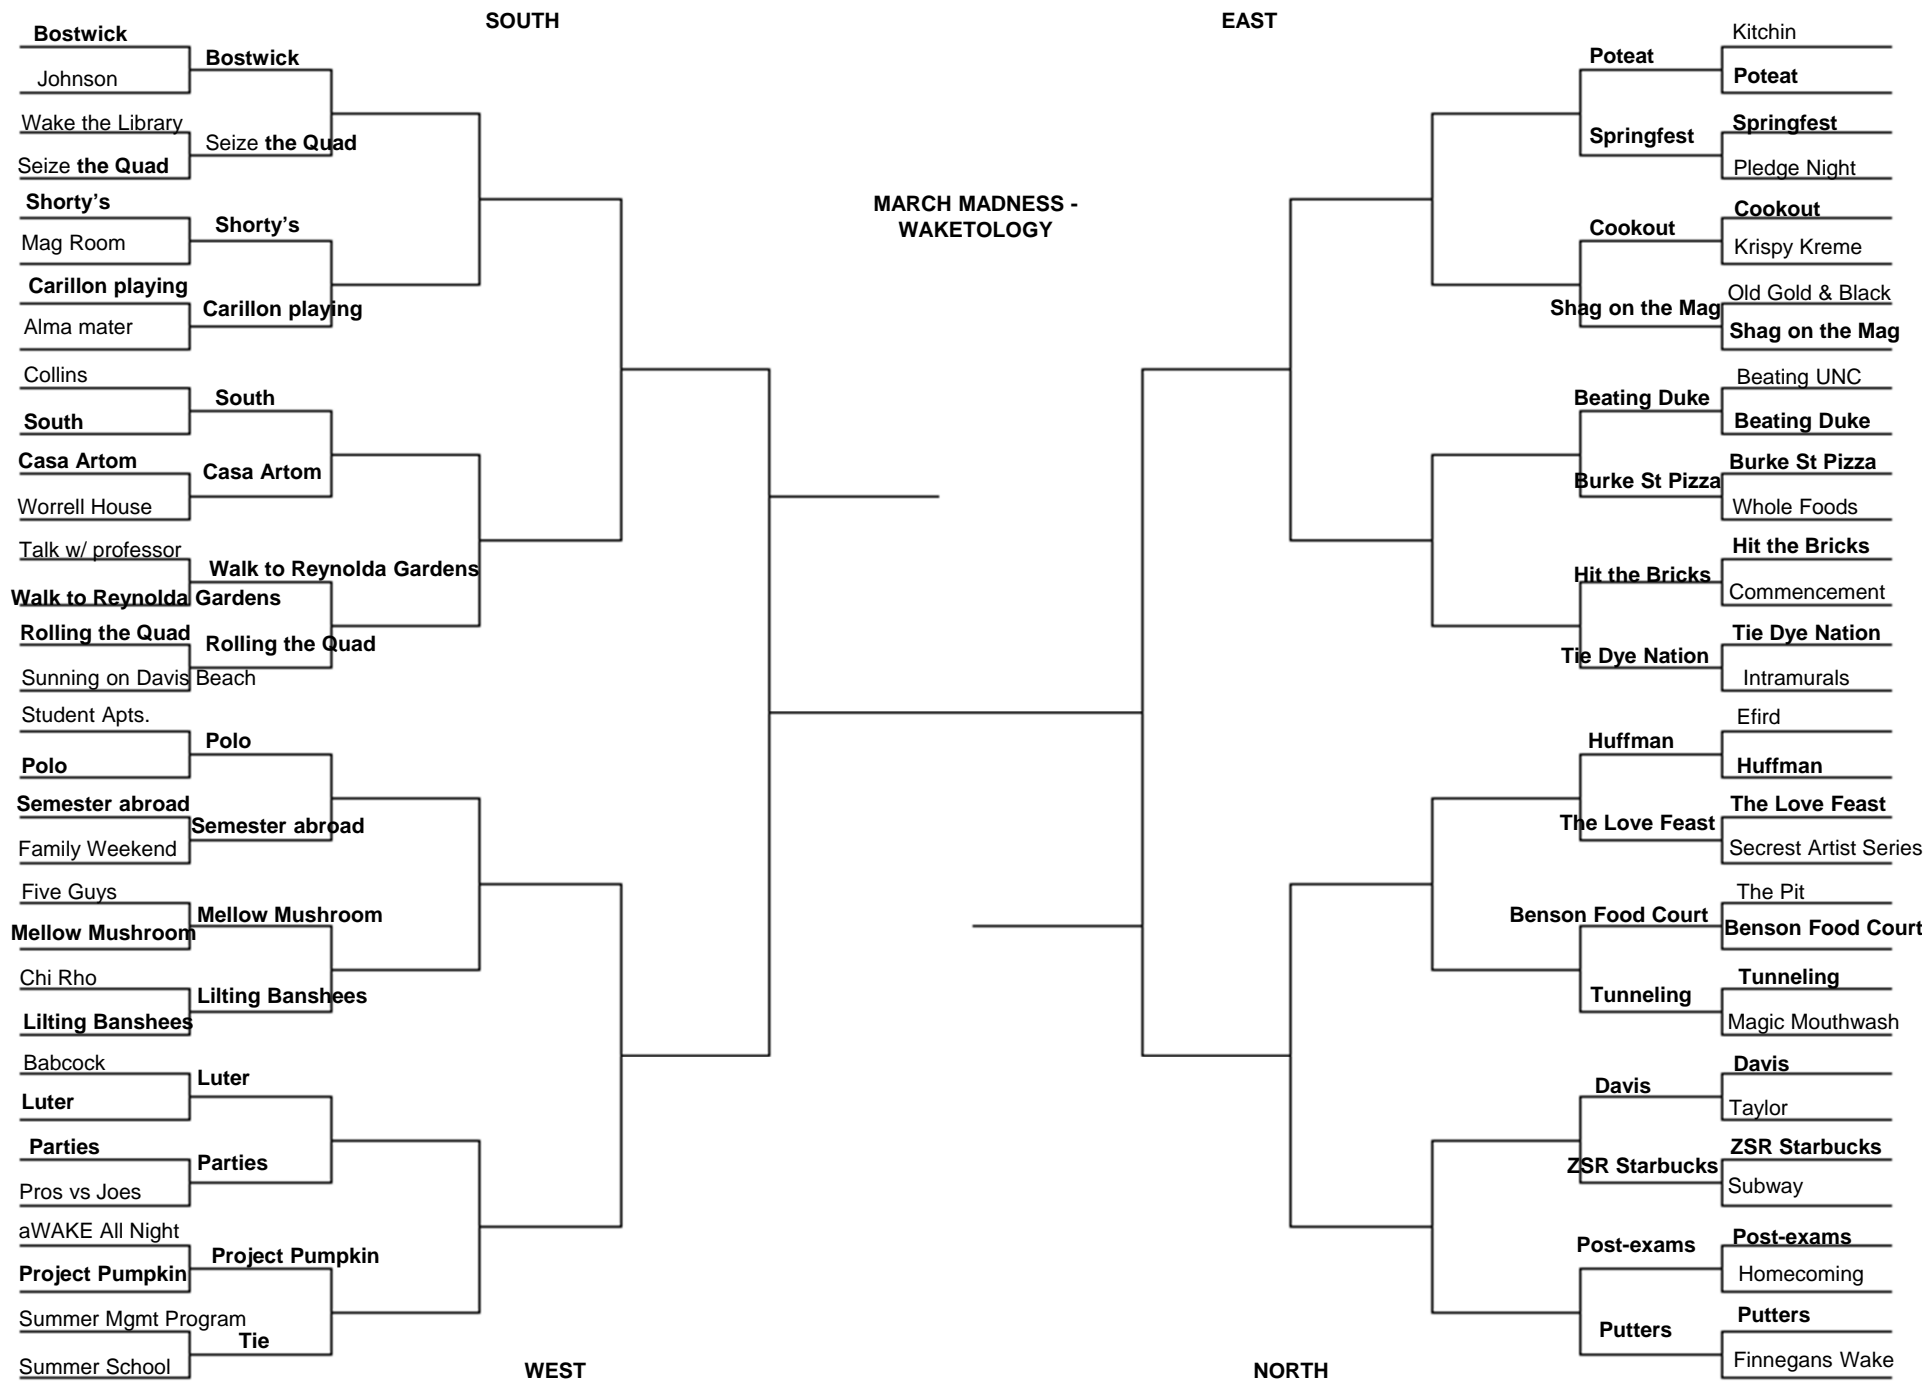 SOUTH
EAST
MARCH MADNESS -
WAKETOLOGY
Bostwick
Johnson
Wake the Library
Seize the Quad
Shorty’s
Mag Room
Carillon playing
Alma mater
Collins
South
Casa Artom
Worrell House
Talk w/ professor
Walk to Reynolda Gardens
Rolling the Quad
Sunning on Davis Beach
Student Apts.
Polo
Semester abroad
Family Weekend
Five Guys
Mellow Mushroom
Chi Rho
Lilting Banshees
Babcock
Luter
Parties
Pros vs Joes
aWAKE All Night
Project Pumpkin
Summer Mgmt Program
Summer School
Bostwick
Seize the Quad
Shorty’s
Carillon playing
South
Casa Artom
Walk to Reynolda Gardens
Rolling the Quad
Polo
Semester abroad
Mellow Mushroom
Lilting Banshees
Luter
Parties
Project Pumpkin
Tie
Poteat
Springfest
Cookout
Shag on the Mag
Beating Duke
Burke St Pizza
Hit the Bricks
Tie Dye Nation
Huffman
The Love Feast
Benson Food Court
Tunneling
Davis
ZSR Starbucks
Post-exams
Putters
Kitchin
Poteat
Springfest
Pledge Night
Cookout
Krispy Kreme
Old Gold & Black
Shag on the Mag
Beating UNC
Beating Duke
Burke St Pizza
Whole Foods
Hit the Bricks
Commencement
Tie Dye Nation
Intramurals
Efird
Huffman
The Love Feast
Secrest Artist Series
The Pit
Benson Food Court
Tunneling
Magic Mouthwash
Davis
Taylor
ZSR Starbucks
Subway
Post-exams
Homecoming
Putters
Finnegans Wake
WEST
NORTH